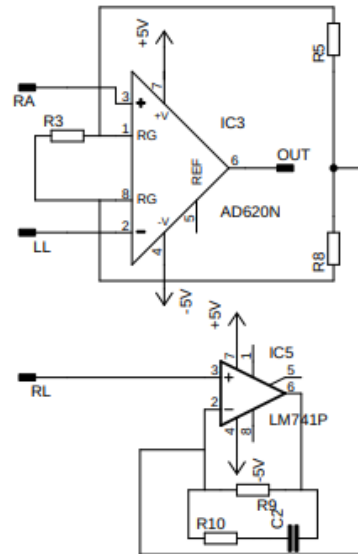 +5V
R5
RA
3
7
+
+V
IC3
R3
1
RG
6
OUT
REF
8
RG
5
AD620N
2
-
-V
LL
4
R8
-5V
+5V
IC5
7
1
RL
3
+
5
6
2
-
LM741P
4
8
-5V
R9
R10
C2